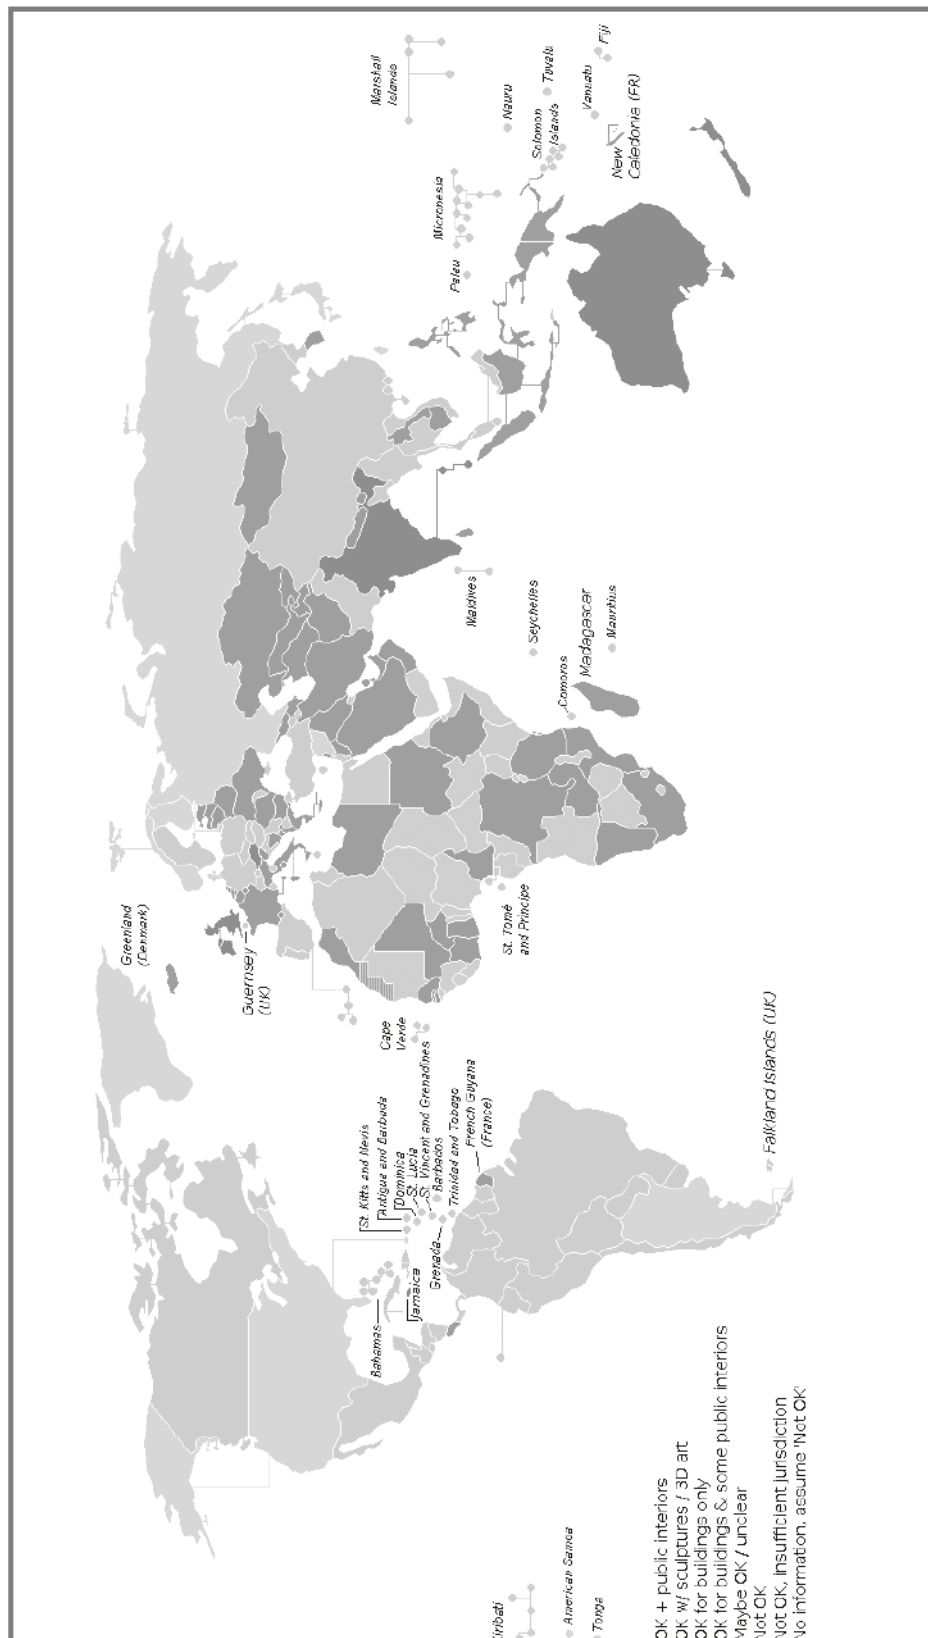 Marshall
Islands
Nauru
Tuvalu
Fiji
Vanuatu
Solomon
Islands
New
Caledonia (FR)
Micronesia
Palau
Maldives
Seychelles
Comoros
Madagascar
Mauritius
Greenland
(Denmark)
Guernsey
(UK)
St. Tomé
and Principe
Cape
Verde
St. Kitts and Nevis
Antigua and Barbuda
Dominica
St. Lucia
St. Vincent and Grenadines
Barbados
Trinidad and Tobago
French Guyana
(France)
Grenada
Jamaica
Bahamas
Falkland Islands (UK)
Kiribati
American Samoa
Tonga
OK + public interiors
OK w/ sculptures / 3D art
OK for buildings only
OK for buildings & some public interiors
Maybe OK / unclear
Not OK
Not OK, insufficient jurisdiction
No information, assume 'Not OK'